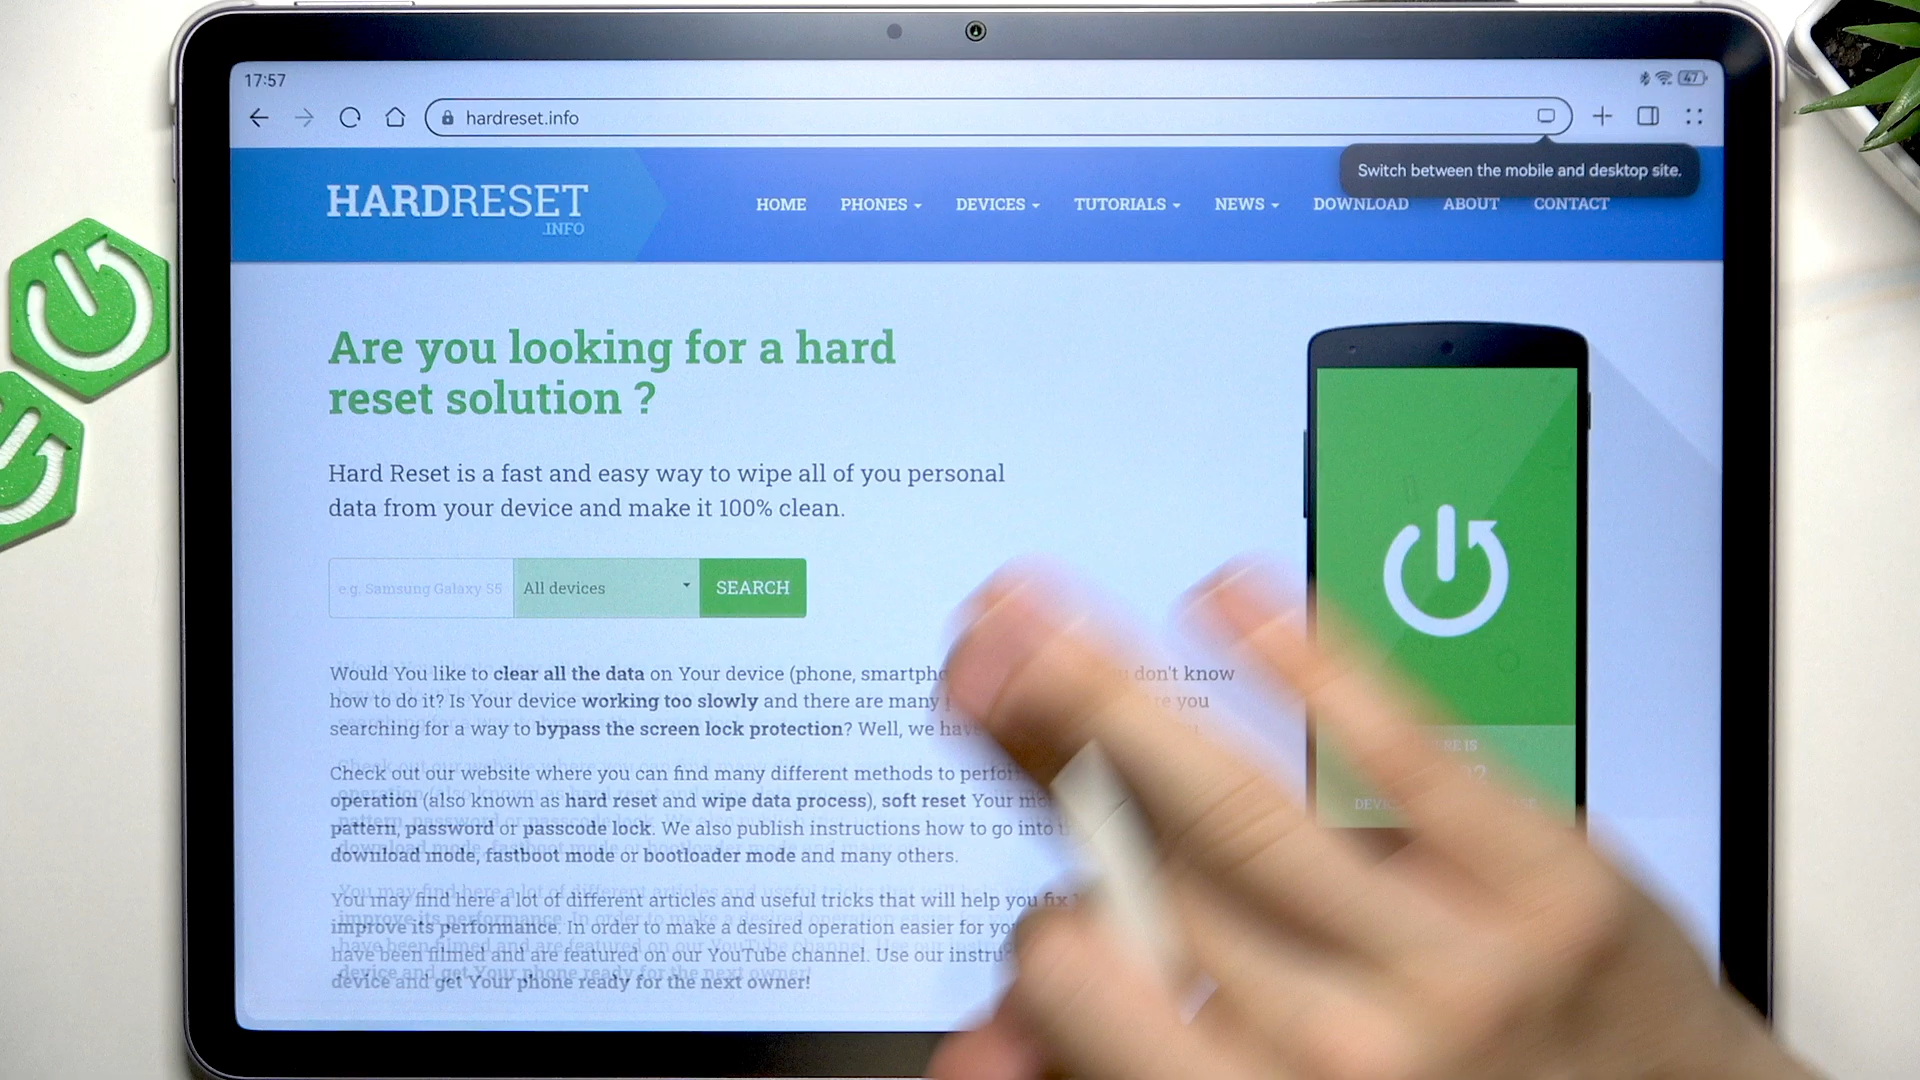 17:57
47
hardreset.info
Switch between the mobile and desktop site.
HARDRESET
.INFO
HOME PHONES DEVICES TUTORIALS NEWS DOWNLOAD ABOUT CONTACT
Are you looking for a hard
reset solution ?
Hard Reset is a fast and easy way to wipe all of you personal
data from your device and make it 100% clean.
e.g. Samsung Galaxy S5 All devices SEARCH
Would You like to clear all the data on Your device (phone, don't know
how to do it? Is Your device working too slowly and there are many you
searching for a way to bypass the screen lock protection? Well, we
Check out our website where you can find many different methods to
operation (also known as hard reset and wipe data process), soft reset Your
pattern, password or passcode lock. We also publish instructions how to go into
download mode, fastboot mode or bootloader mode and many others.
You may find here a lot of different articles and useful tricks that will help you fix
improve its performance. In order to make a desired operation easier for
have been filmed and are featured on our YouTube channel. Use our
device and get Your phone ready for the next owner!